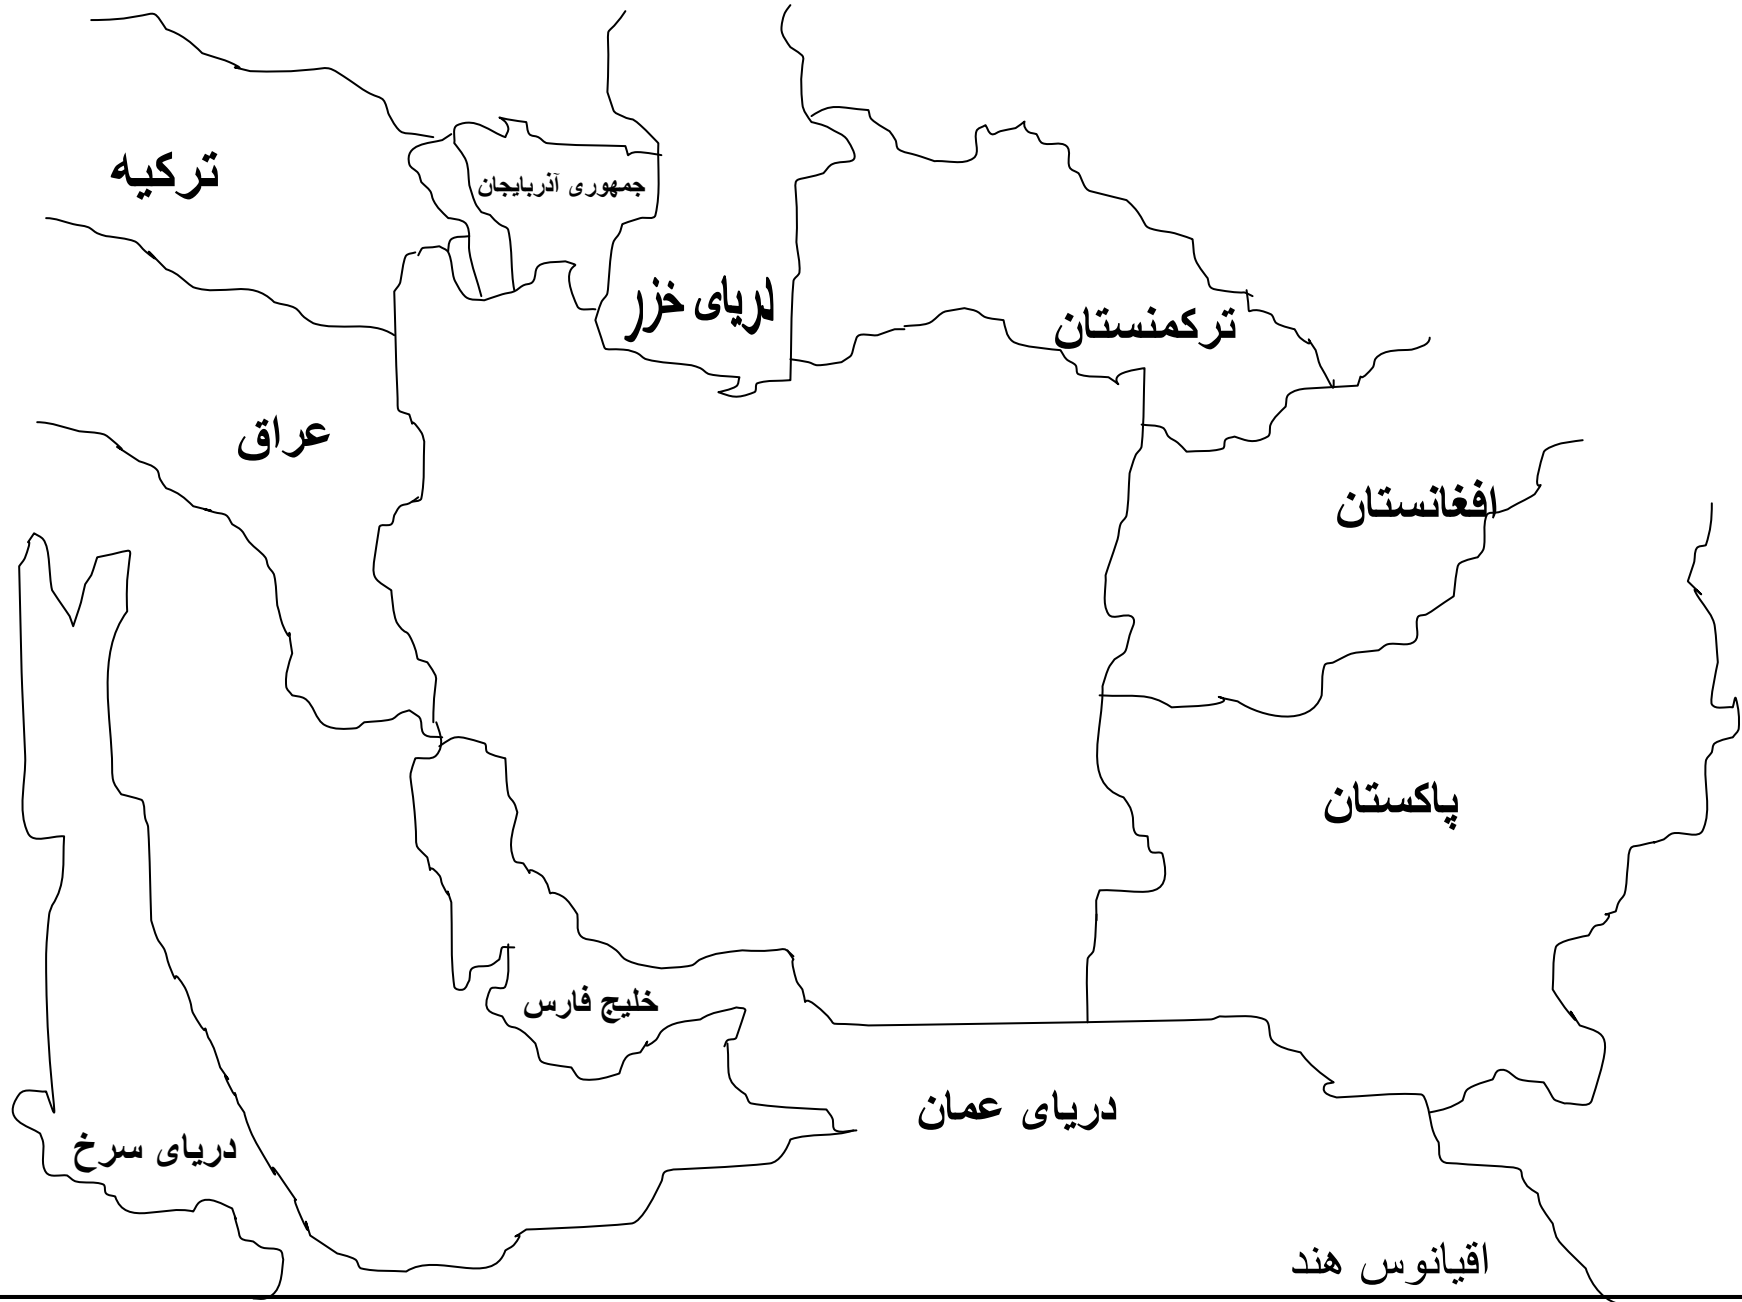 ترکیه
جمهوری آذربایجان
دریای خزر
ترکمنستان
عراق
افغانستان
پاکستان
خلیج فارس
دریای عمان
دریای سرخ
اقیانوس هند